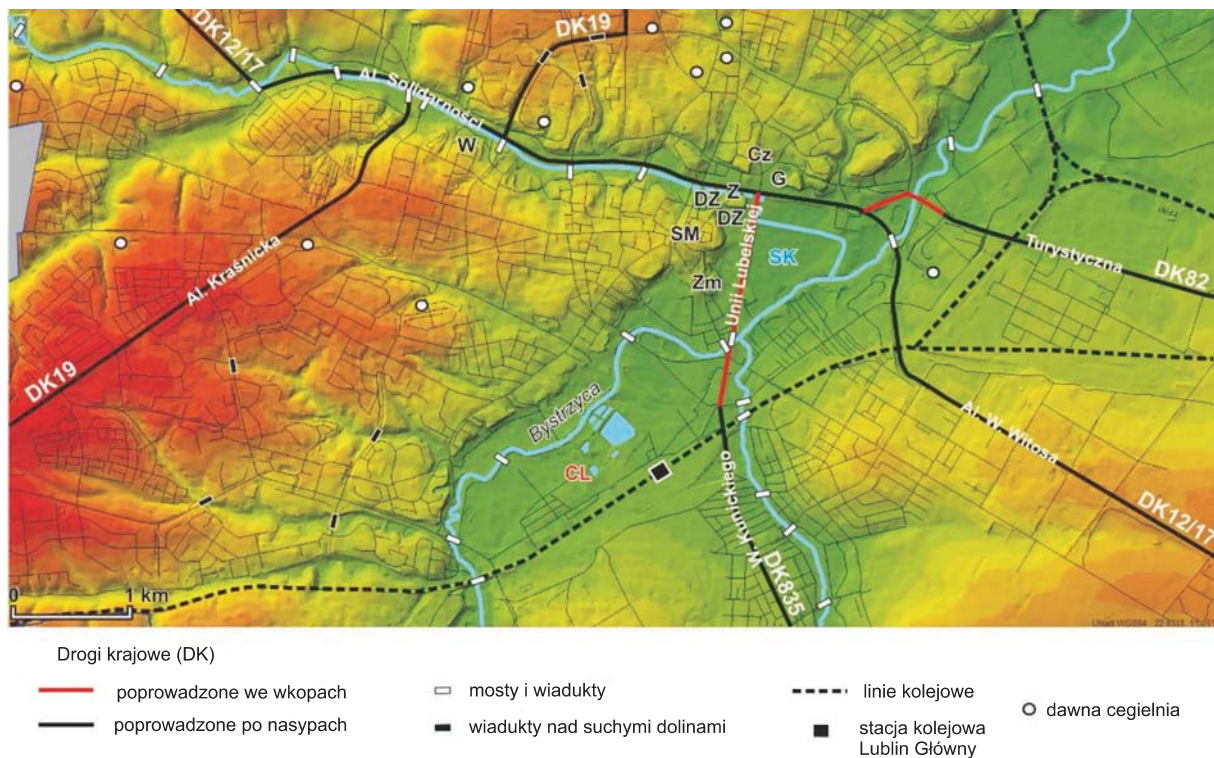 DK12/17
DK19
Al. Solidarności
W
Cz
G
Z
DZ
DZ
SM
SK
Zm
Unii Lubelskiej
Turystyczna
DK82
Al. Kraśnicka
DK19
Bystrzyca
CL
Al. W. Witosa
DK12/17
W. Kunickiego
DK835
0 1 km
Drogi krajowe (DK)
poprowadzone we wkopach
poprowadzone po nasypach
mosty i wiadukty
wiadukty nad suchymi dolinami
linie kolejowe
stacja kolejowa
Lublin Główny
dawna cegielnia